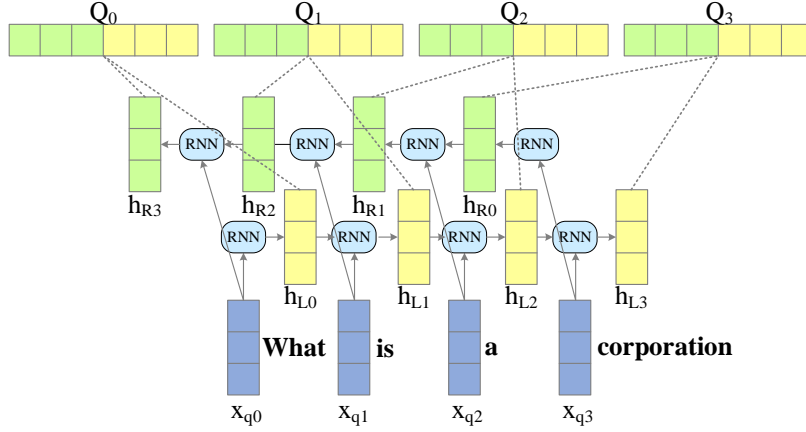 Q0 Q1 Q2 Q3
RNN RNN RNN RNN
hR3 hR2 hR1 hR0
RNN RNN RNN RNN
hL0 hL1 hL2 hL3
What is a corporation
xq0 xq1 xq2 xq3